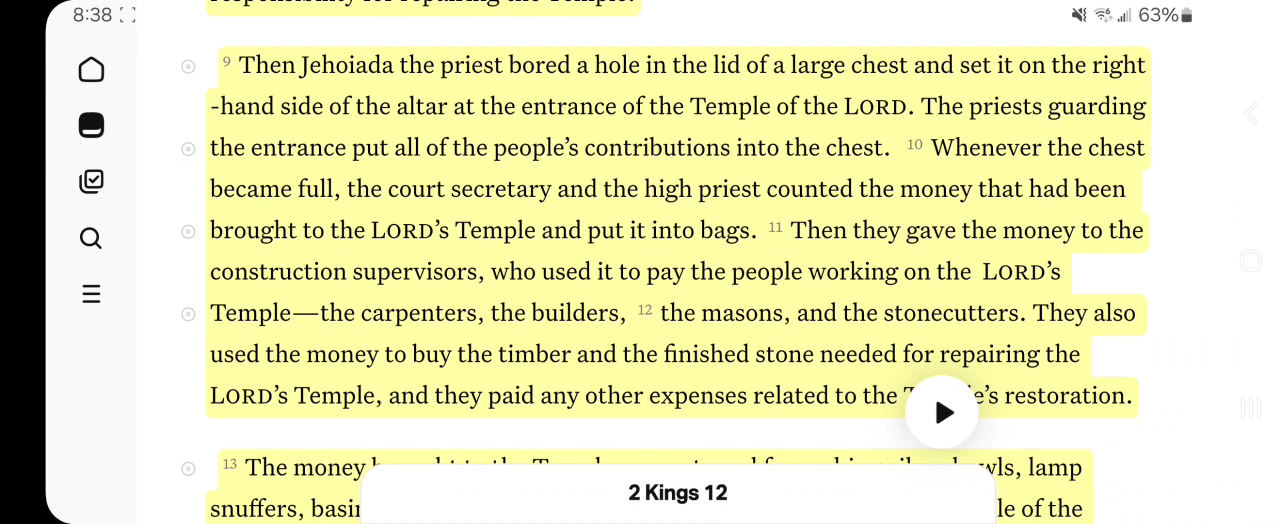 8:38
63%
responsibility for repairing the Temple.
9 Then Jehoiada the priest bored a hole in the lid of a large chest and set it on the right
-hand side of the altar at the entrance of the Temple of the LORD. The priests guarding
the entrance put all of the people’s contributions into the chest. 10 Whenever the chest
became full, the court secretary and the high priest counted the money that had been
brought to the LORD’s Temple and put it into bags. 11 Then they gave the money to the
construction supervisors, who used it to pay the people working on the LORD’s
Temple—the carpenters, the builders, 12 the masons, and the stonecutters. They also
used the money to buy the timber and the finished stone needed for repairing the
LORD’s Temple, and they paid any other expenses related to the restoration.
13 The money lamp
snuffers, of the
2 Kings 12